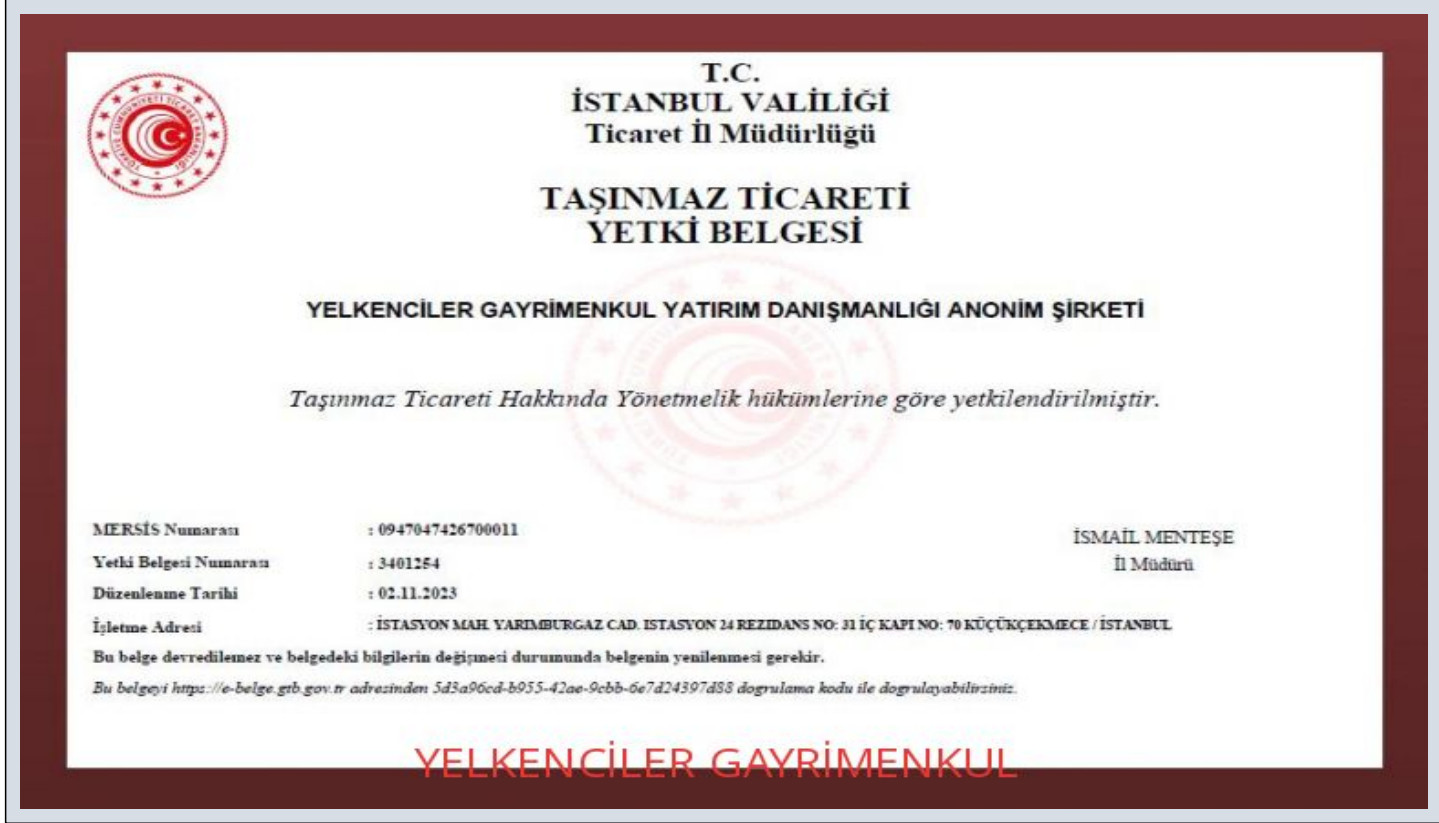 T.C.
İSTANBUL VALİLİĞİ
Ticaret İl Müdürlüğü
TAŞINMAZ TİCARETİ
YETKİ BELGESİ
YELKENCİLER GAYRİMENKUL YATIRIM DANIŞMANLIĞI ANONİM ŞİRKETİ
Taşınmaz Ticareti Hakkında Yönetmelik hükümlerine göre yetkilendirilmiştir.
MERSİS Numarası : 0947047426700011
Yetki Belgesi Numarası : 3401254
Düzenlenme Tarihi : 02.11.2023
İşletme Adresi : İSTASYON MAH. YARIMBURGAZ CAD. ISTASYON 24 REZIDANS NO: 31 İÇ KAPI NO: 70 KÜÇÜKÇEKMECE / İSTANBUL
İSMAİL MENTEŞE
İl Müdürü
Bu belge devredilemez ve belgedeki bilgilerin değişmesi durumunda belgenin yenilenmesi gerekir.
Bu belgeyi https://e-belge.gtb.gov.tr adresinden 5d3a96cd-b955-42ae-9cbb-6e7d24397d88 dogrulama kodu ile dogrulayabilirsiniz.
YELKENCİLER GAYRİMENKUL